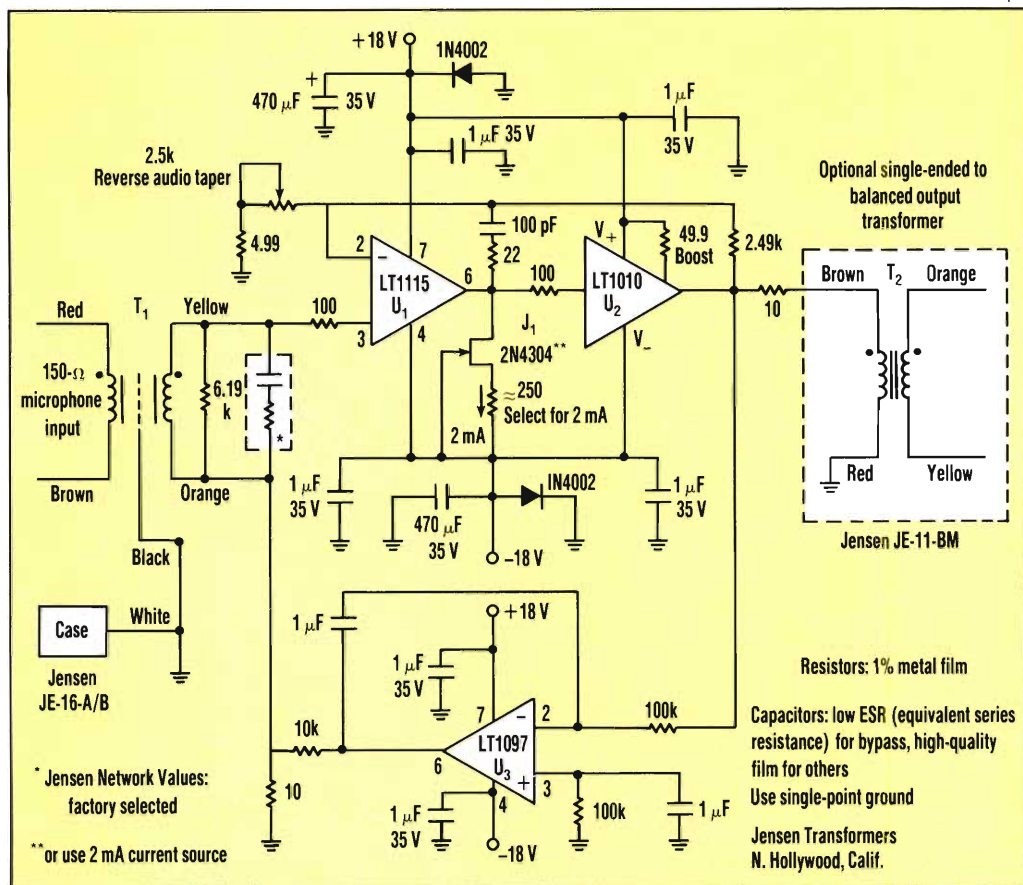 +18 V
1N4002
+
470 μF
35 V
1 μF
35 V
1 μF 35 V
2.5k
Reverse audio taper
Optional single-ended to
balanced output
transformer
4.99
100 pF
22
V+
49.9
Boost
2.49k
2
−
7
LT1115
U1
6
3
4
100
LT1010
U2
V−
10
Brown
T2
Orange
Red
T1
Yellow
100
150-Ω
microphone
input
6.19
k
*
J1
2N4304**
≈250
Select for 2 mA
2 mA
Brown
Orange
Red
Yellow
1 μF
35 V
470 μF
35 V
IN4002
1 μF
35 V
Jensen JE-11-BM
Black
−18 V
White
Case
Jensen
JE-16-A/B
1 μF
+18 V
1 μF
35 V
Resistors: 1% metal film
10k
7
−
2
100k
LT1097
U3
6
+
3
4
Capacitors: low ESR (equivalent series
resistance) for bypass, high-quality
film for others
Use single-point ground
10
1 μF
35 V
100k
1 μF
−18 V
* Jensen Network Values:
factory selected
**or use 2 mA current source
Jensen Transformers
N. Hollywood, Calif.